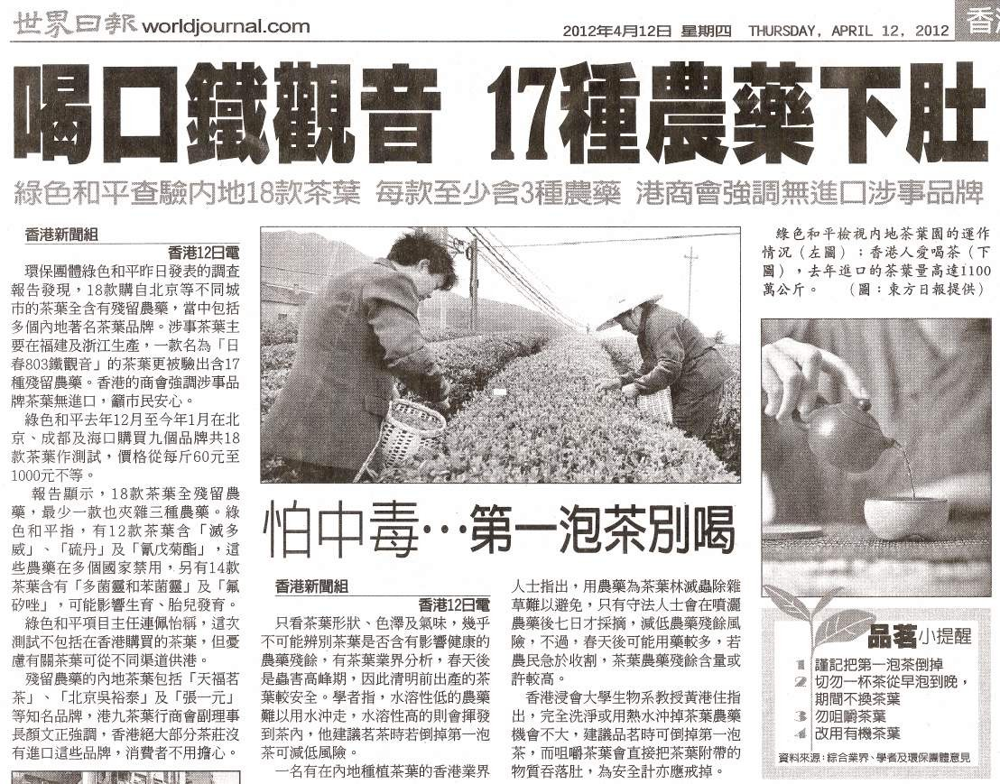 世界日報 worldjournal.com
2012年4月12日 星期四 THURSDAY, APRIL 12, 2012
香港
喝口鐵觀音 17種農藥下肚
綠色和平查驗內地18款茶葉 每款至少含3種農藥 港商會強調無進口涉事品牌
香港新聞組
香港12日電
環保團體綠色和平昨日發表的調查
報告發現，18款購自北京等不同城
市的茶葉全含有殘留農藥，當中包括
多個內地著名茶葉品牌。涉事茶葉主
要在福建及浙江生產，一款名為「日
春803鐵觀音」的茶葉更被驗出含17
種殘留農藥。香港的商會強調涉事品
牌茶葉無進口，籲市民安心。
綠色和平去年12月至今年1月在北
京、成都及海口購買九個品牌共18
款茶葉作測試，價格從每斤60元至
1000元不等。
報告顯示，18款茶葉全殘留農
藥，最少一款也夾雜三種農藥。綠
色和平指，有12款茶葉含「滅多
威」、「硫丹」及「氰戊菊酯」，這
些農藥在多個國家禁用，另有14款
茶葉含有「多菌靈和苯菌靈」及「氟
矽唑」，可能影響生育、胎兒發育。
綠色和平項目主任連佩怡稱，這次
測試不包括在香港購買的茶葉，但憂
慮有關茶葉可從不同渠道供港。
殘留農藥的內地茶葉包括「天福茗
茶」、「北京吳裕泰」及「張一元」
等知名品牌，港九茶葉行商會副理事
長顏文正強調，香港絕大部分茶莊沒
有進口這些品牌，消費者不用擔心。
綠色和平檢視內地茶葉園的運作
情況（左圖）；香港人愛喝茶（下
圖），去年進口的茶葉量高達1100
萬公斤。 （圖：東方日報提供）
怕中毒…第一泡茶別喝
香港新聞組
香港12日電
只看茶葉形狀、色澤及氣味，幾乎
不可能辨別茶葉是否含有影響健康的
農藥殘餘，有茶葉業界分析，春天後
是蟲害高峰期，因此清明前出產的茶
葉較安全。學者指，水溶性低的農藥
難以用水沖走，水溶性高的則會揮發
到茶內，他建議茗茶時若倒掉第一泡
茶可減低風險。
一名有在內地種植茶葉的香港業界
人士指出，用農藥為茶葉林滅蟲除雜
草難以避免，只有守法人士會在噴灑
農藥後七日才採摘，減低農藥殘餘風
險，不過，春天後可能用藥較多，若
農民急於收割，茶葉農藥殘餘含量或
許較高。
香港浸會大學生物系教授黃港住指
出，完全洗淨或用熱水沖掉茶葉農藥
機會不大，建議品茗時可倒掉第一泡
茶，而咀嚼茶葉會直接把茶葉附帶的
物質吞落肚，為安全計亦應戒掉。
品茗小提醒
1 謹記把第一泡茶倒掉
2 切勿一杯茶從早泡到晚，
期間不換茶葉
3 勿咀嚼茶葉
4 改用有機茶葉
資料來源：綜合業界、學者及環保團體意見